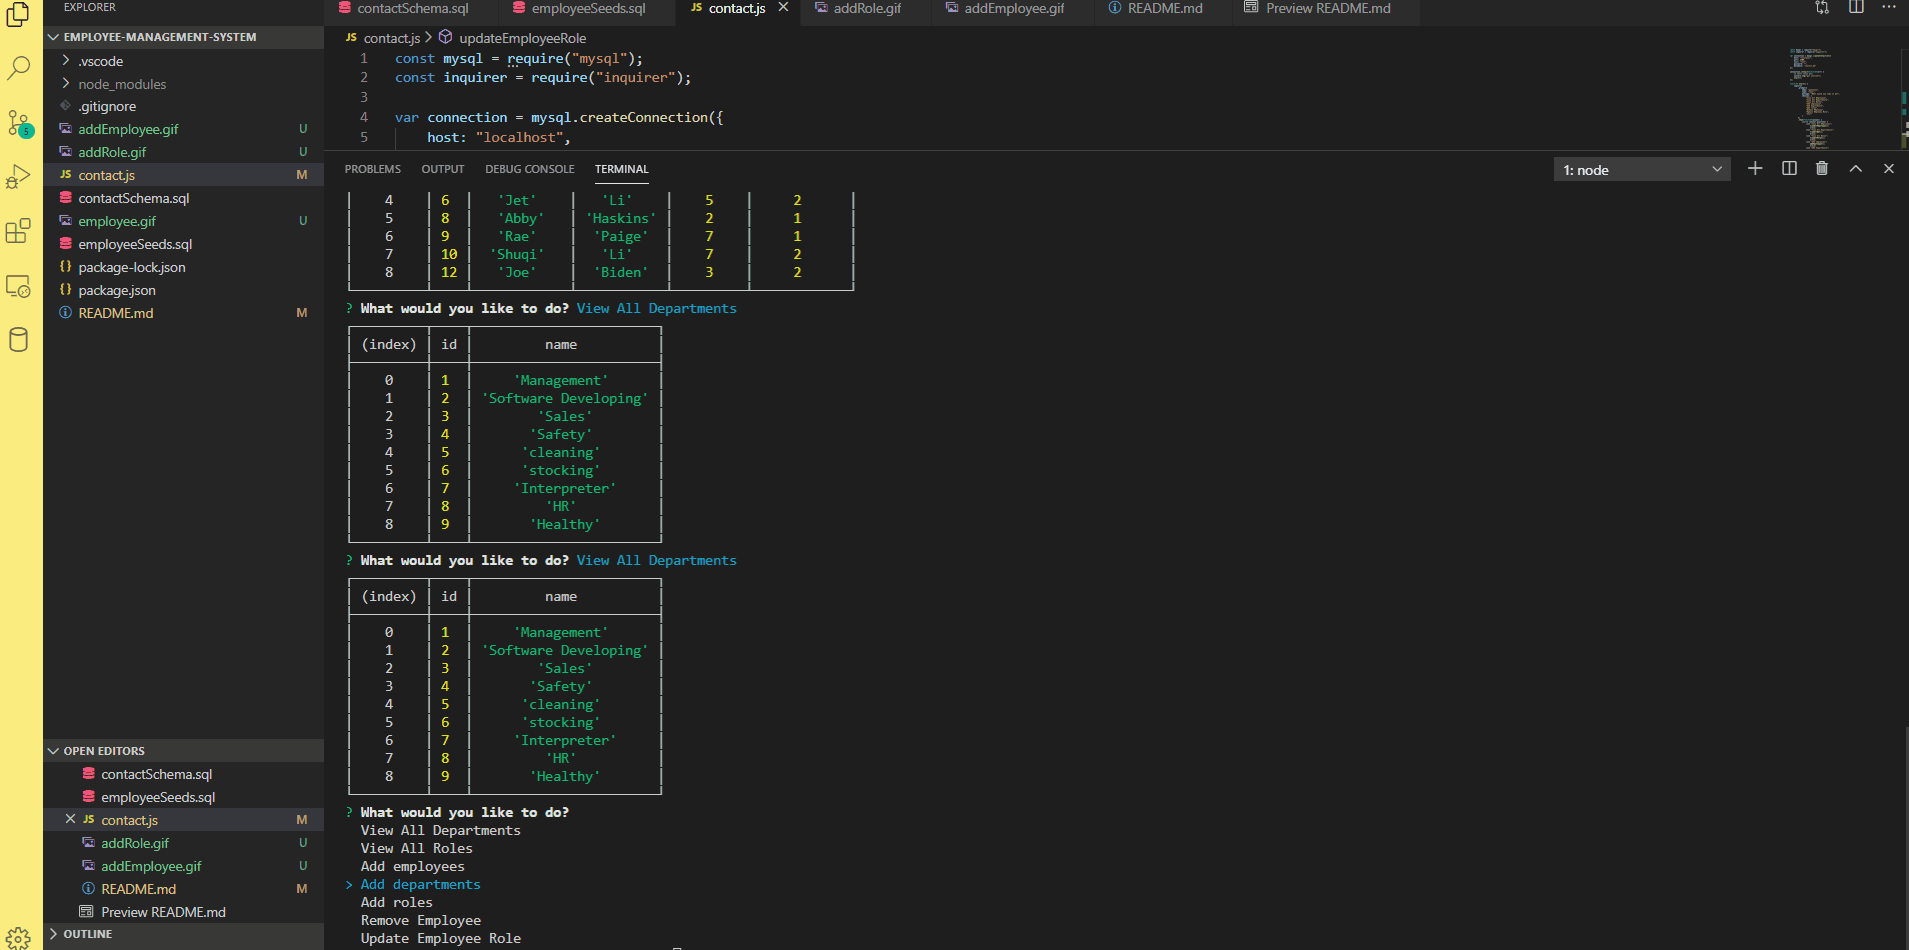 EXPLORER
EMPLOYEE-MANAGEMENT-SYSTEM
.vscode
node_modules
.gitignore
addEmployee.gif U
addRole.gif U
JS contact.js M
contactSchema.sql
employee.gif U
employeeSeeds.sql
{} package-lock.json
{} package.json
README.md M
5
OPEN EDITORS
contactSchema.sql
employeeSeeds.sql
JS contact.js M
addRole.gif U
addEmployee.gif U
README.md M
Preview README.md
OUTLINE
contactSchema.sql employeeSeeds.sql JS contact.js addRole.gif addEmployee.gif README.md Preview README.md
JS contact.js > updateEmployeeRole
1 const mysql = require("mysql");
2 const inquirer = require("inquirer");
3
4 var connection = mysql.createConnection({
5 host: "localhost",
PROBLEMS OUTPUT DEBUG CONSOLE TERMINAL 1: node
4 6 'Jet' 'Li' 5 2
5 8 'Abby' 'Haskins' 2 1
6 9 'Rae' 'Paige' 7 1
7 10 'Shuqi' 'Li' 7 2
8 12 'Joe' 'Biden' 3 2
? What would you like to do? View All Departments
(index) id name
0 1 'Management'
1 2 'Software Developing'
2 3 'Sales'
3 4 'Safety'
4 5 'cleaning'
5 6 'stocking'
6 7 'Interpreter'
7 8 'HR'
8 9 'Healthy'
? What would you like to do? View All Departments
(index) id name
0 1 'Management'
1 2 'Software Developing'
2 3 'Sales'
3 4 'Safety'
4 5 'cleaning'
5 6 'stocking'
6 7 'Interpreter'
7 8 'HR'
8 9 'Healthy'
? What would you like to do?
View All Departments
View All Roles
Add employees
> Add departments
Add roles
Remove Employee
Update Employee Role